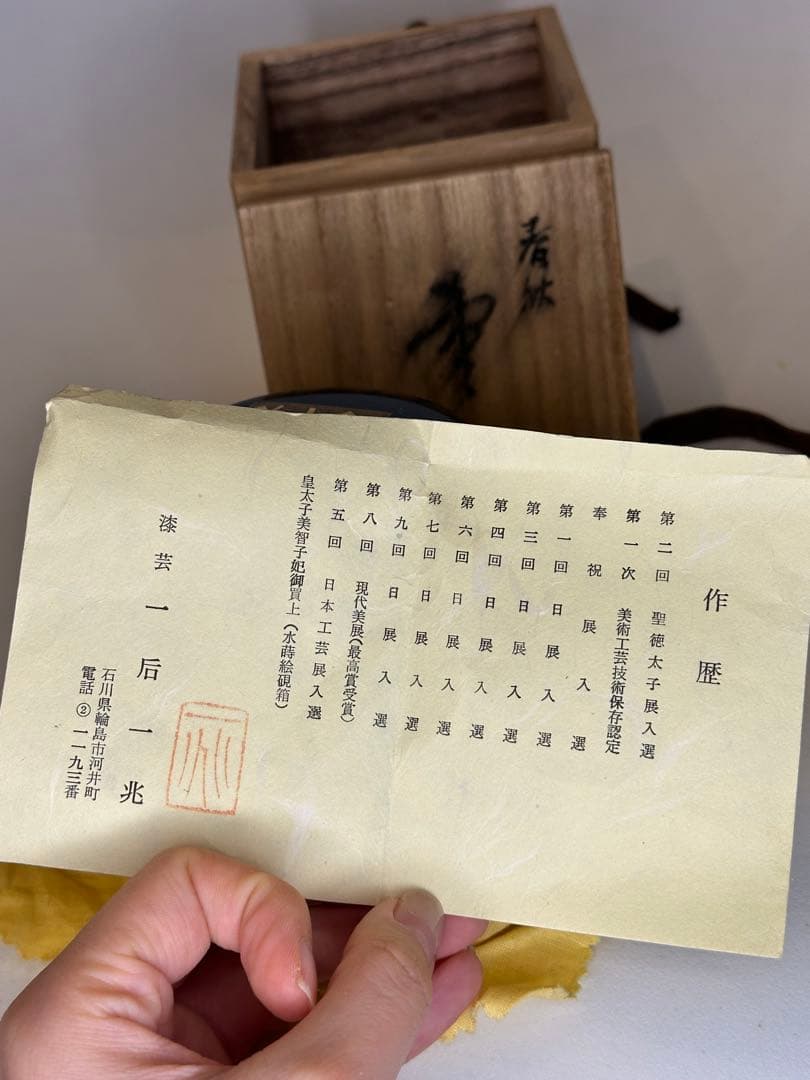 春秋
作歴
第二回 聖徳太子展入選
第一次 美術工芸技術保存認定
奉祝展入選
第一回日展入選
第三回日展入選
第四回日展入選
第六回日展入選
第七回日展入選
第九回日展入選
第八回 現代美展(最高賞受賞)
第五回 日本工芸展入選
皇太子美智子妃御買上(水蒔絵硯箱)
漆芸 一后一兆
石川県輪島市河井町
電話②一一九三番